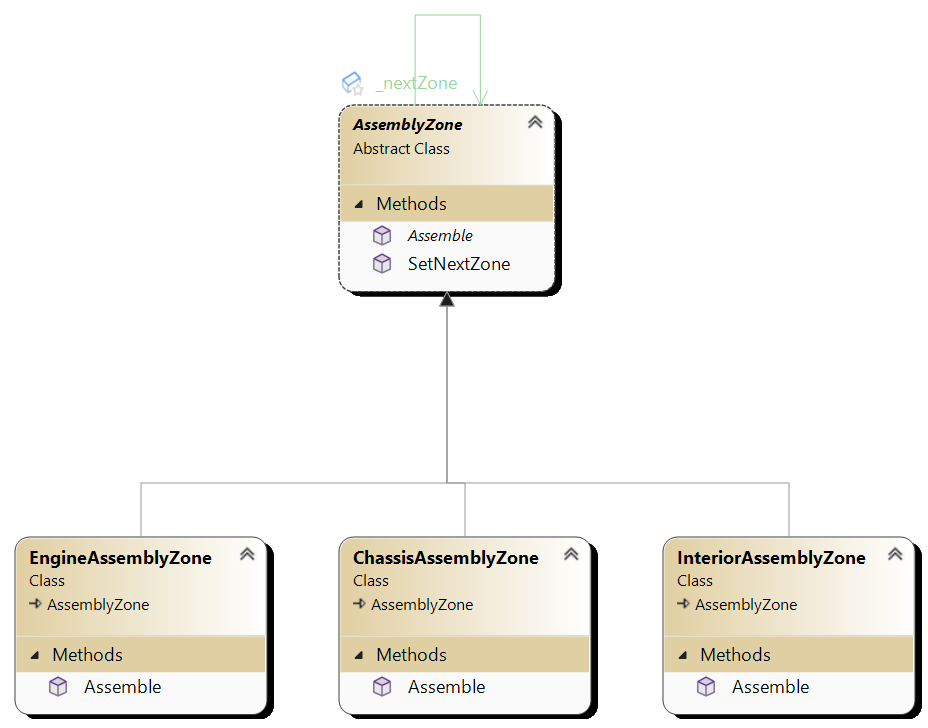 _nextZone
AssemblyZone
Abstract Class
Methods
Assemble
SetNextZone
EngineAssemblyZone
Class
AssemblyZone
Methods
Assemble
ChassisAssemblyZone
Class
AssemblyZone
Methods
Assemble
InteriorAssemblyZone
Class
AssemblyZone
Methods
Assemble